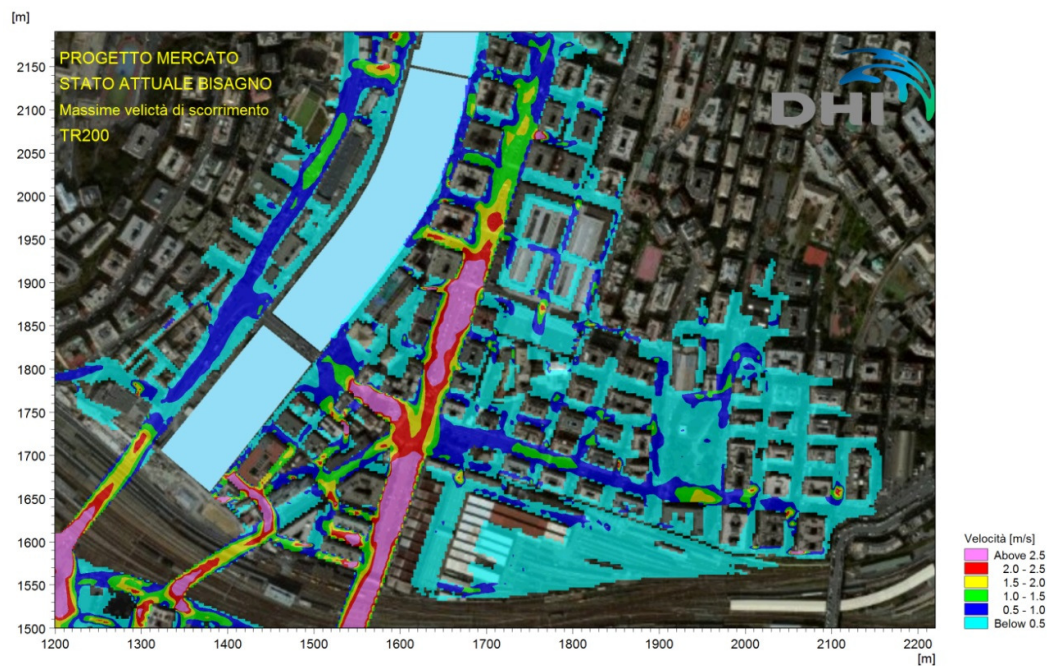 [m]
PROGETTO MERCATO
STATO ATTUALE BISAGNO
Massime velictà di scorrimento
TR200
DHI
2150
2100
2050
2000
1950
1900
1850
1800
1750
1700
1650
1600
1550
1500
1200 1300 1400 1500 1600 1700 1800 1900 2000 2100 2200
[m]
[m]
Velocità [m/s]
Above 2.5
2.0 - 2.5
1.5 - 2.0
1.0 - 1.5
0.5 - 1.0
Below 0.5